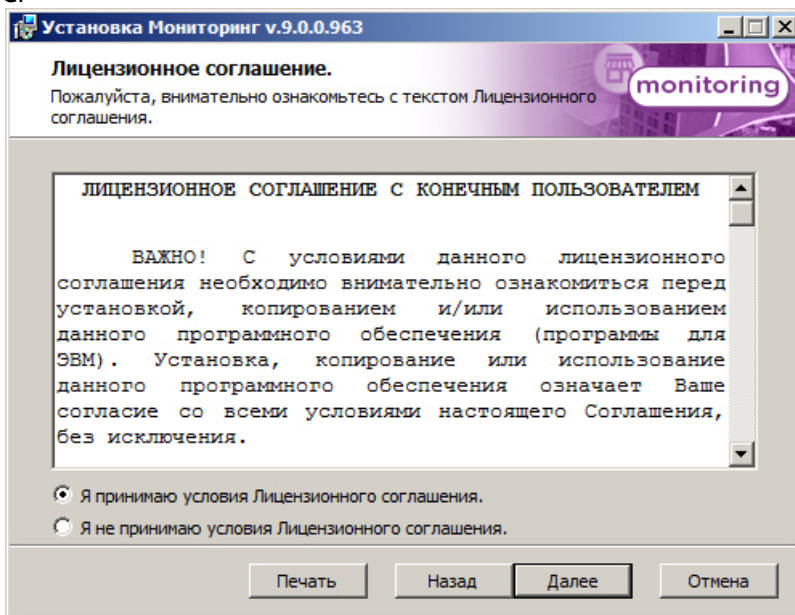 Установка Мониторинг v.9.0.0.963
Лицензионное соглашение.
Пожалуйста, внимательно ознакомьтесь с текстом Лицензионного
соглашения.
monitoring
ЛИЦЕНЗИОННОЕ СОГЛАШЕНИЕ С КОНЕЧНЫМ ПОЛЬЗОВАТЕЛЕМ
ВАЖНО! С условиями данного лицензионного
соглашения необходимо внимательно ознакомиться перед
установкой, копированием и/или использованием
данного программного обеспечения (программы для
ЭВМ). Установка, копирование или использование
данного программного обеспечения означает Ваше
согласие со всеми условиями настоящего Соглашения,
без исключения.
Я принимаю условия Лицензионного соглашения.
Я не принимаю условия Лицензионного соглашения.
Печать Назад Далее Отмена